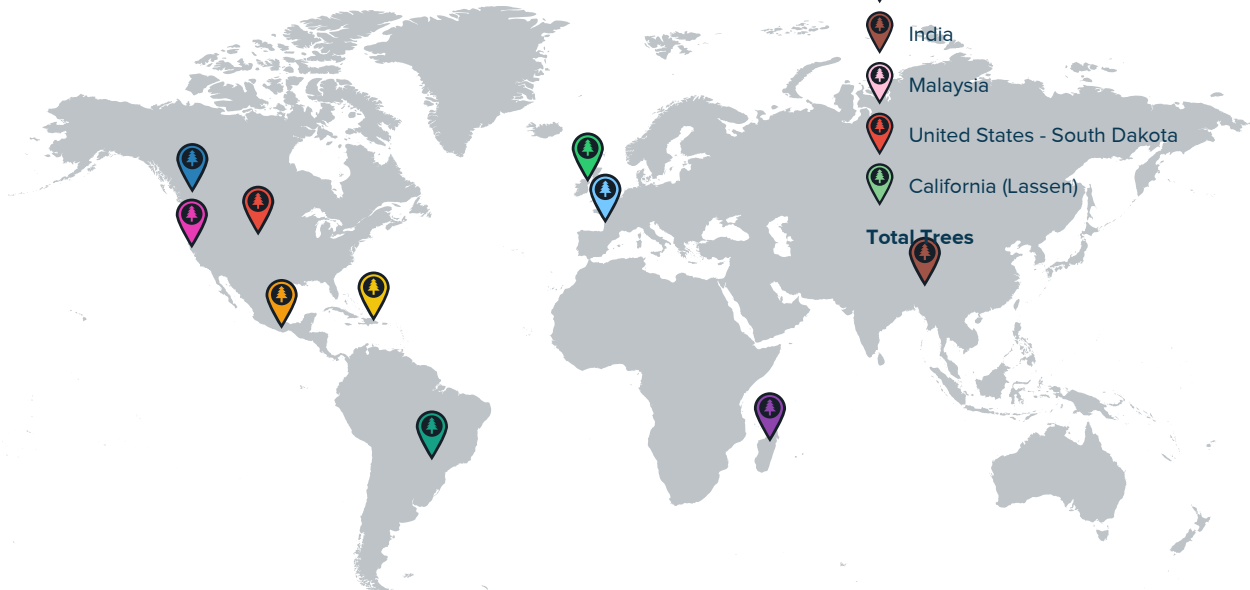 India
Malaysia
United States - South Dakota
California (Lassen)
Total Trees